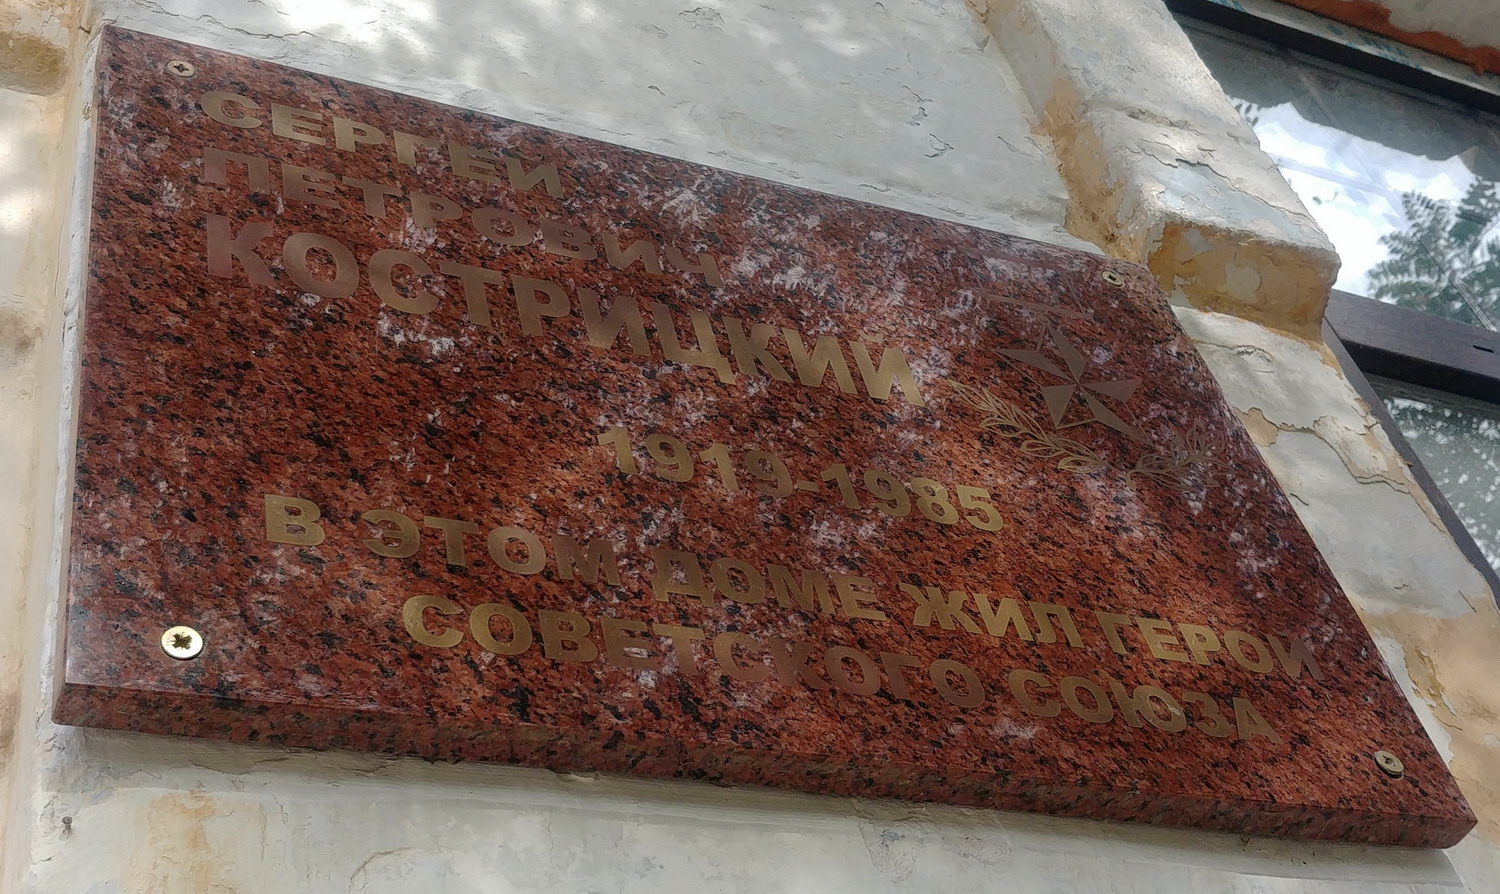 СЕРГЕЙ
ПЕТРОВИЧ
КОСТРИЦКИЙ
1919-1985
В ЭТОМ ДОМЕ ЖИЛ ГЕРОЙ
СОВЕТСКОГО СОЮЗА